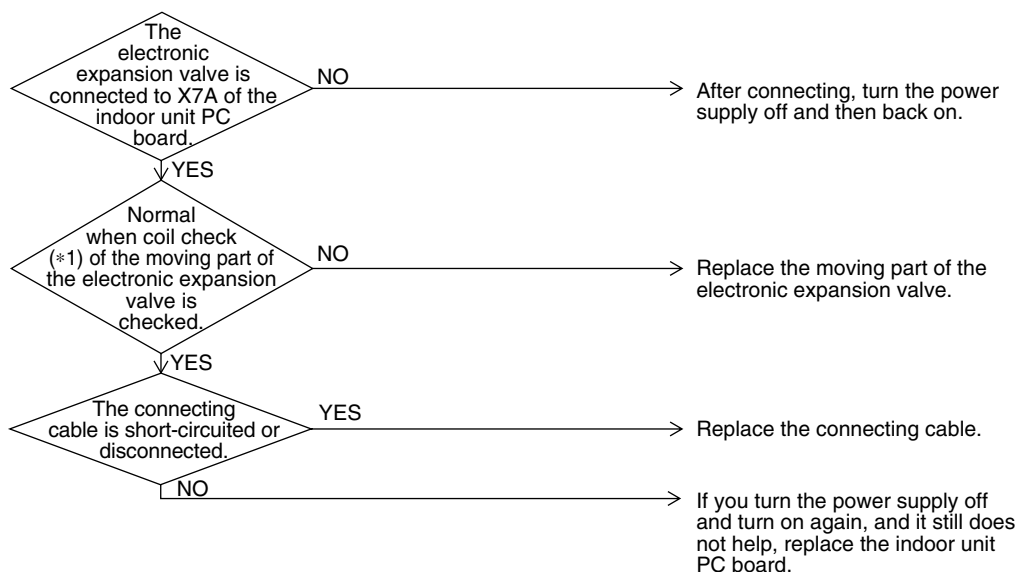 The
electronic
expansion valve is
connected to X7A of the
indoor unit PC
board.
NO
After connecting, turn the power
supply off and then back on.
YES
Normal
when coil check
(*1) of the moving part of
the electronic expansion
valve is
checked.
NO
Replace the moving part of the
electronic expansion valve.
YES
The connecting
cable is short-circuited or
disconnected.
YES
Replace the connecting cable.
NO
If you turn the power supply off
and turn on again, and it still does
not help, replace the indoor unit
PC board.